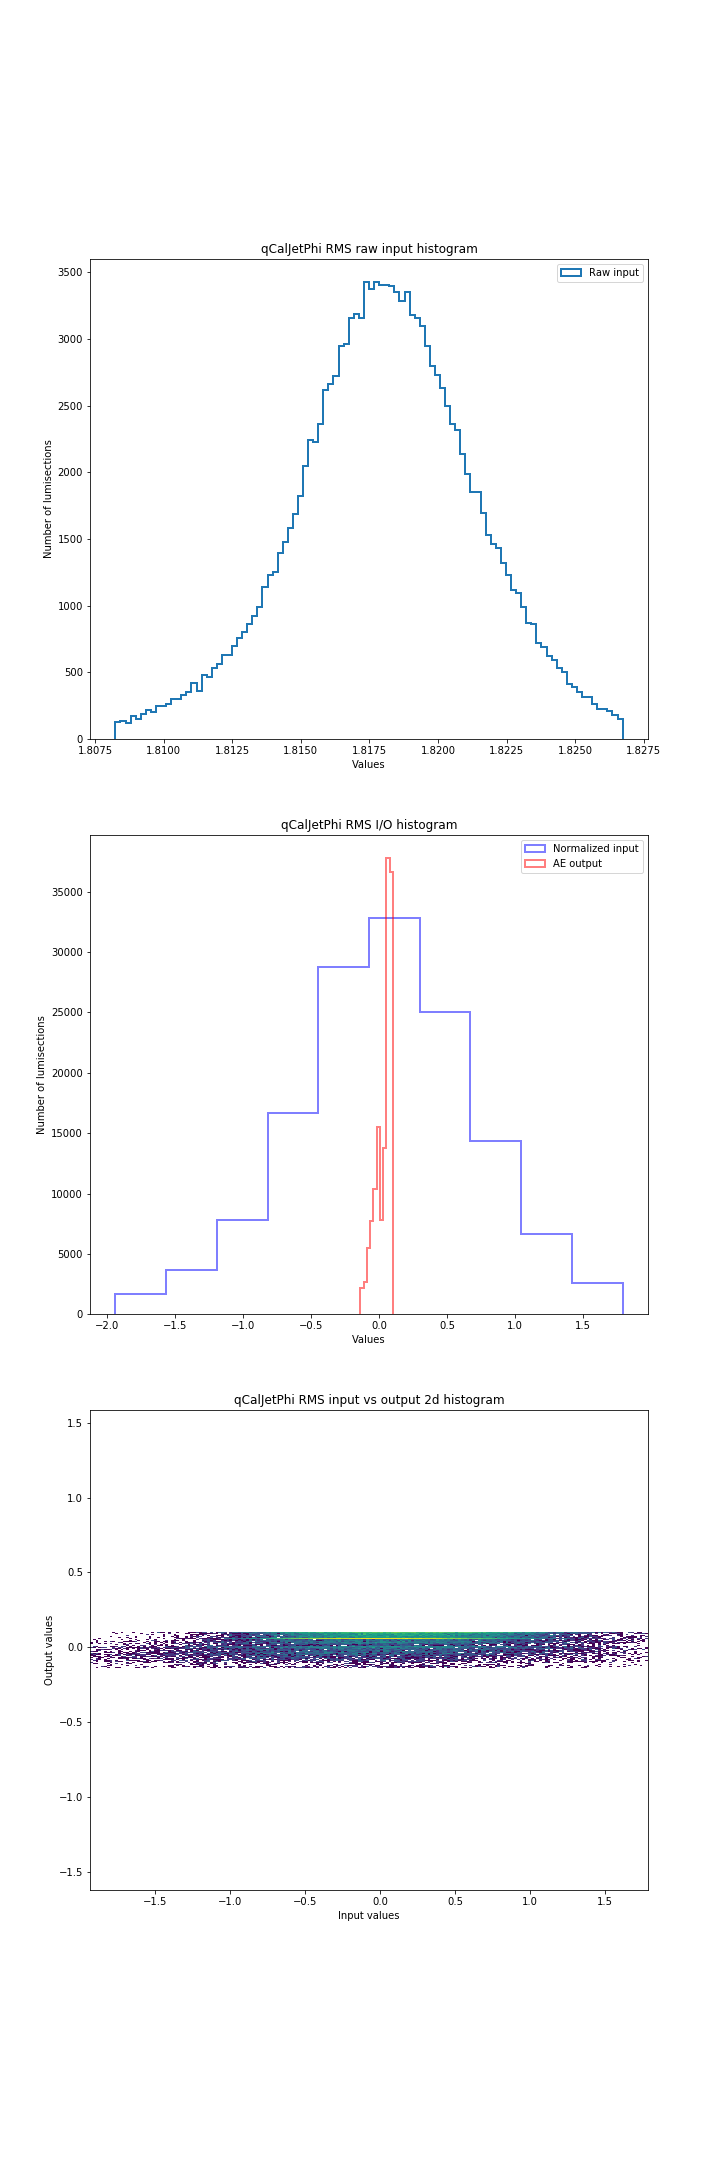 qCalJetPhi RMS raw input histogram
Raw input
3500
3000
2500
2000
1500
1000
500
0
Number of lumisections
1.8075 1.8100 1.8125 1.8150 1.8175 1.8200 1.8225 1.8250 1.8275
Values
qCalJetPhi RMS I/O histogram
Normalized input
AE output
35000
30000
25000
20000
15000
10000
5000
0
Number of lumisections
−2.0 −1.5 −1.0 −0.5 0.0 0.5 1.0 1.5
Values
qCalJetPhi RMS input vs output 2d histogram
1.5
1.0
0.5
0.0
−0.5
−1.0
−1.5
Output values
−1.5 −1.0 −0.5 0.0 0.5 1.0 1.5
Input values